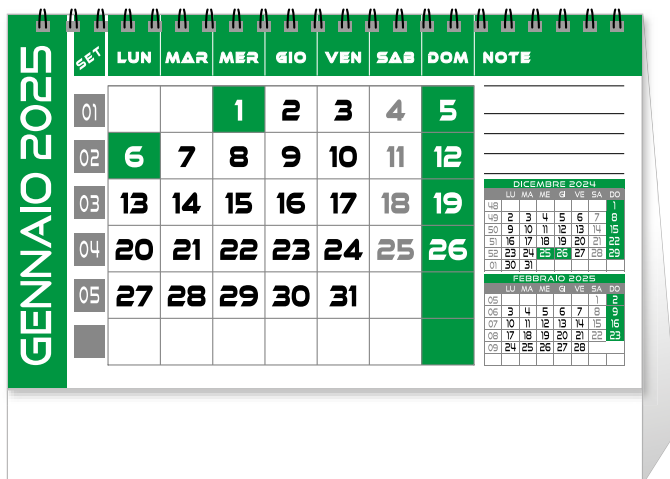 GENNAIO 2025
SET LUN MAR MER GIO VEN SAB DOM NOTE
01 1 2 3 4 5
02 6 7 8 9 10 11 12
03 13 14 15 16 17 18 19
04 20 21 22 23 24 25 26
05 27 28 29 30 31
DICEMBRE 2024
LU MA ME GI VE SA DO
48 1
49 2 3 4 5 6 7 8
50 9 10 11 12 13 14 15
51 16 17 18 19 20 21 22
52 23 24 25 26 27 28 29
01 30 31
FEBBRAIO 2025
LU MA ME GI VE SA DO
05 1 2
06 3 4 5 6 7 8 9
07 10 11 12 13 14 15 16
08 17 18 19 20 21 22 23
09 24 25 26 27 28